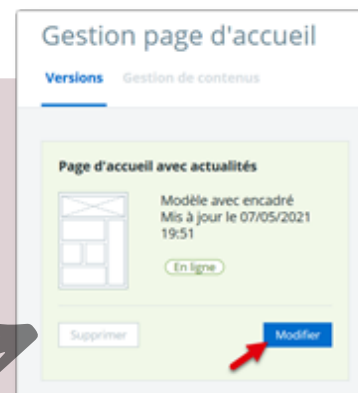 Gestion page d'accueil
Versions Gestion de contenus
Page d'accueil avec actualités
Modèle avec encadré
Mis à jour le 07/05/2021
19:51
En ligne
Supprimer Modifier